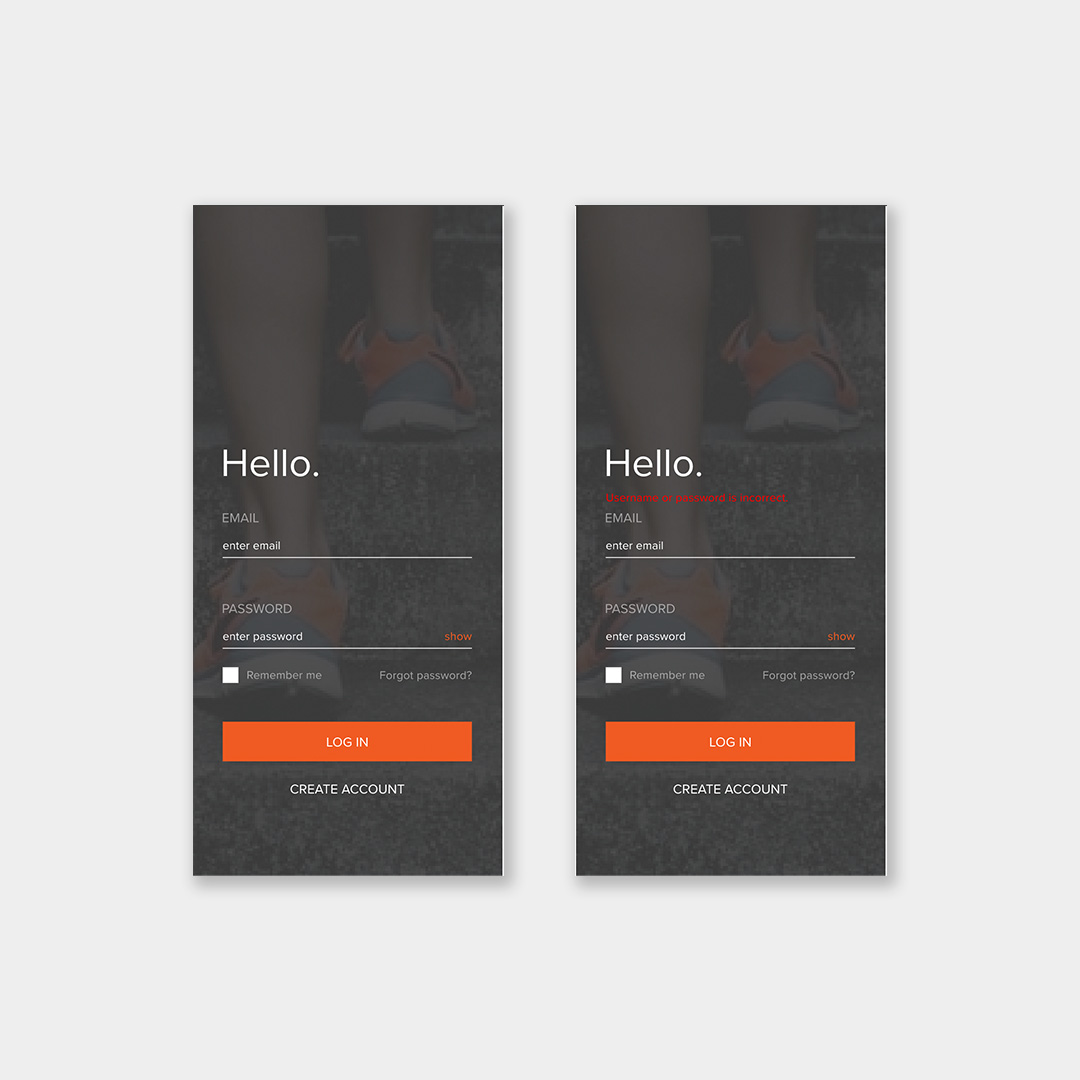 Hello.
EMAIL
enter email
PASSWORD
enter password show
Remember me Forgot password?
LOG IN
CREATE ACCOUNT
Hello.
Username or password is incorrect.
EMAIL
enter email
PASSWORD
enter password show
Remember me Forgot password?
LOG IN
CREATE ACCOUNT